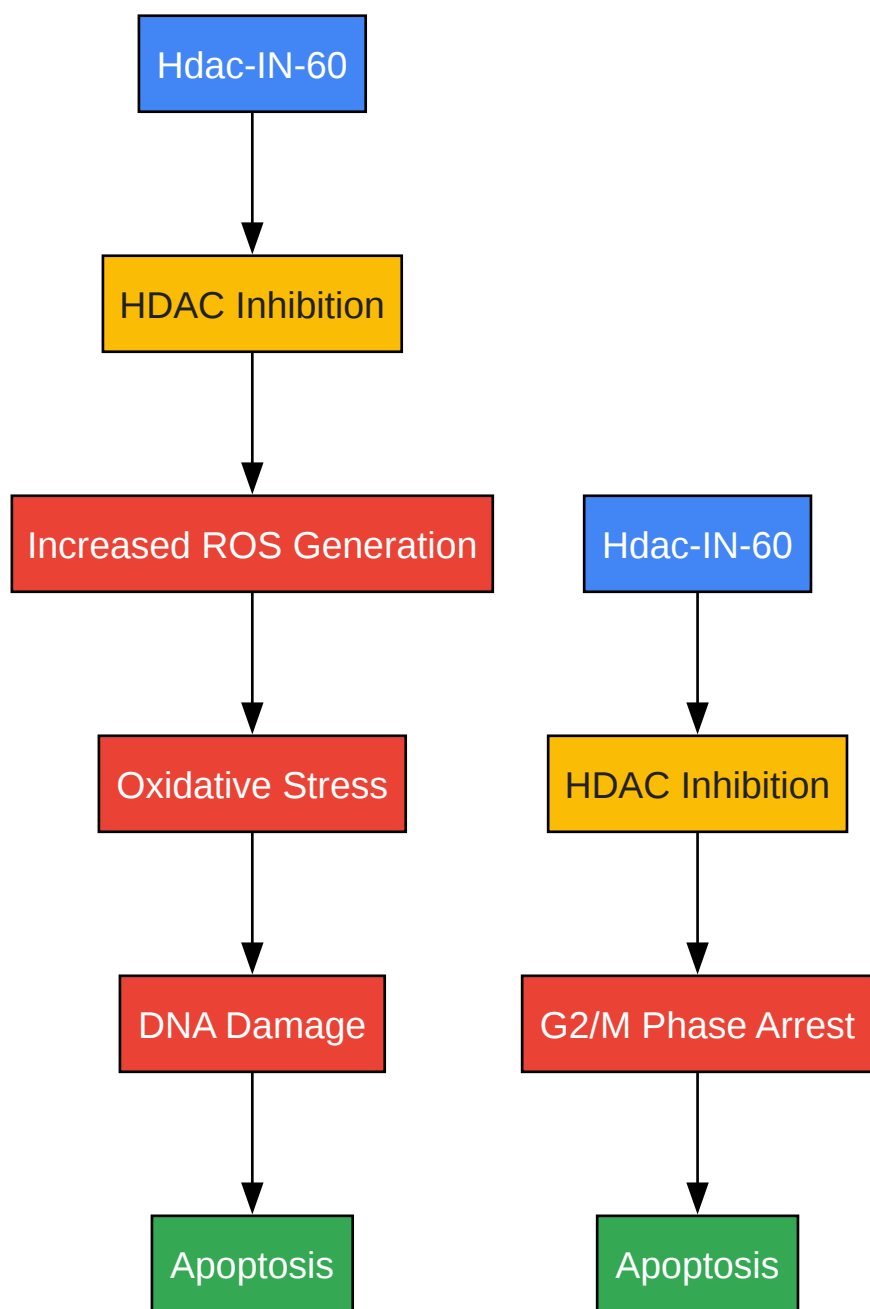 Hdac-IN-60
HDAC Inhibition
Increased ROS Generation
Oxidative Stress
DNA Damage
Apoptosis
Hdac-IN-60
HDAC Inhibition
G2/M Phase Arrest
Apoptosis